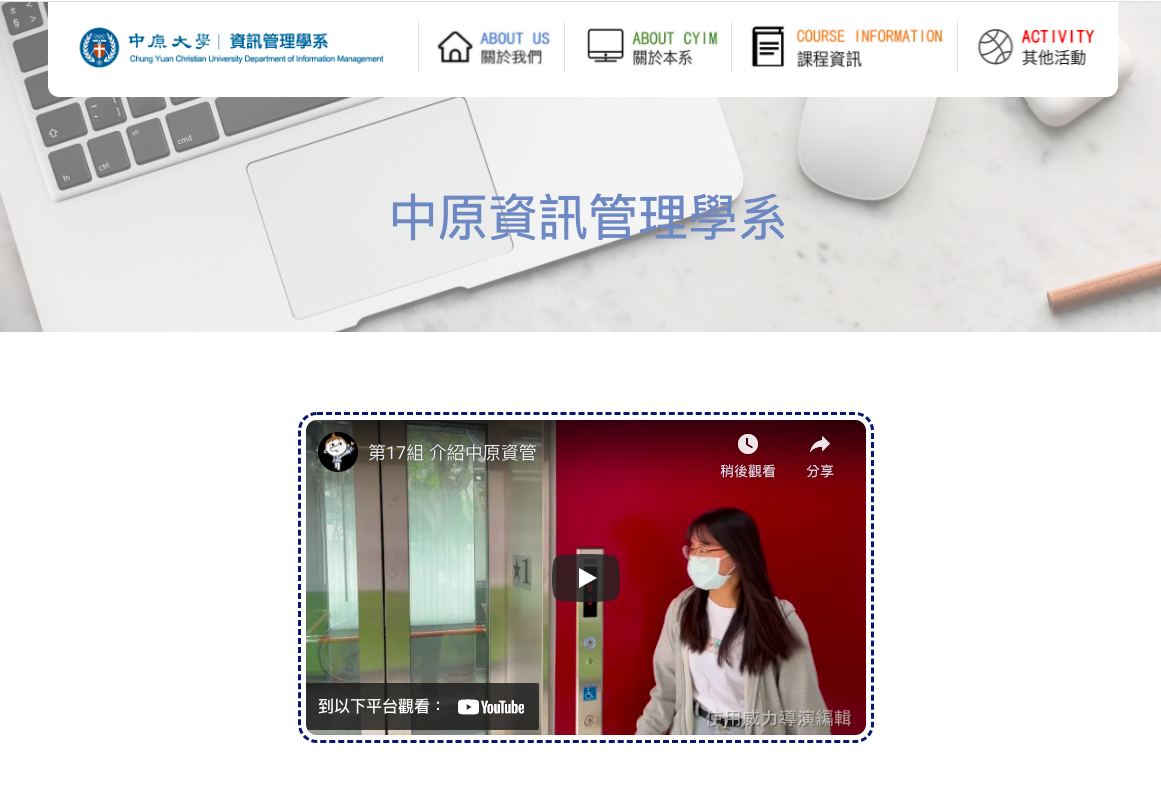 中原大學 | 資訊管理學系
Chung Yuan Christian University Department of Information Management
ABOUT US
關於我們
ABOUT CYIM
關於本系
COURSE INFORMATION
課程資訊
ACTIVITY
其他活動
fn
ctrl
alt
cmd
中原資訊管理學系
第17組 介紹中原資管
稍後觀看
分享
★1
到以下平台觀看：
YouTube
使用威力導演編輯